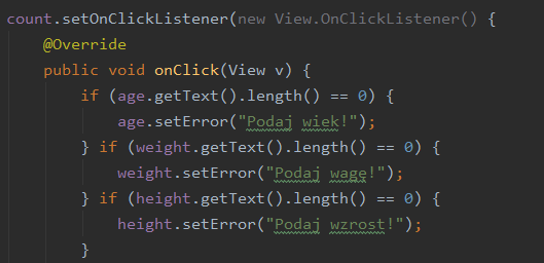 count.setOnClickListener(new View.OnClickListener() {
@Override
public void onClick(View v) {
if (age.getText().length() == 0) {
age.setError("Podaj wiek!");
} if (weight.getText().length() == 0) {
weight.setError("Podaj wagę!");
} if (height.getText().length() == 0) {
height.setError("Podaj wzrost!");
}